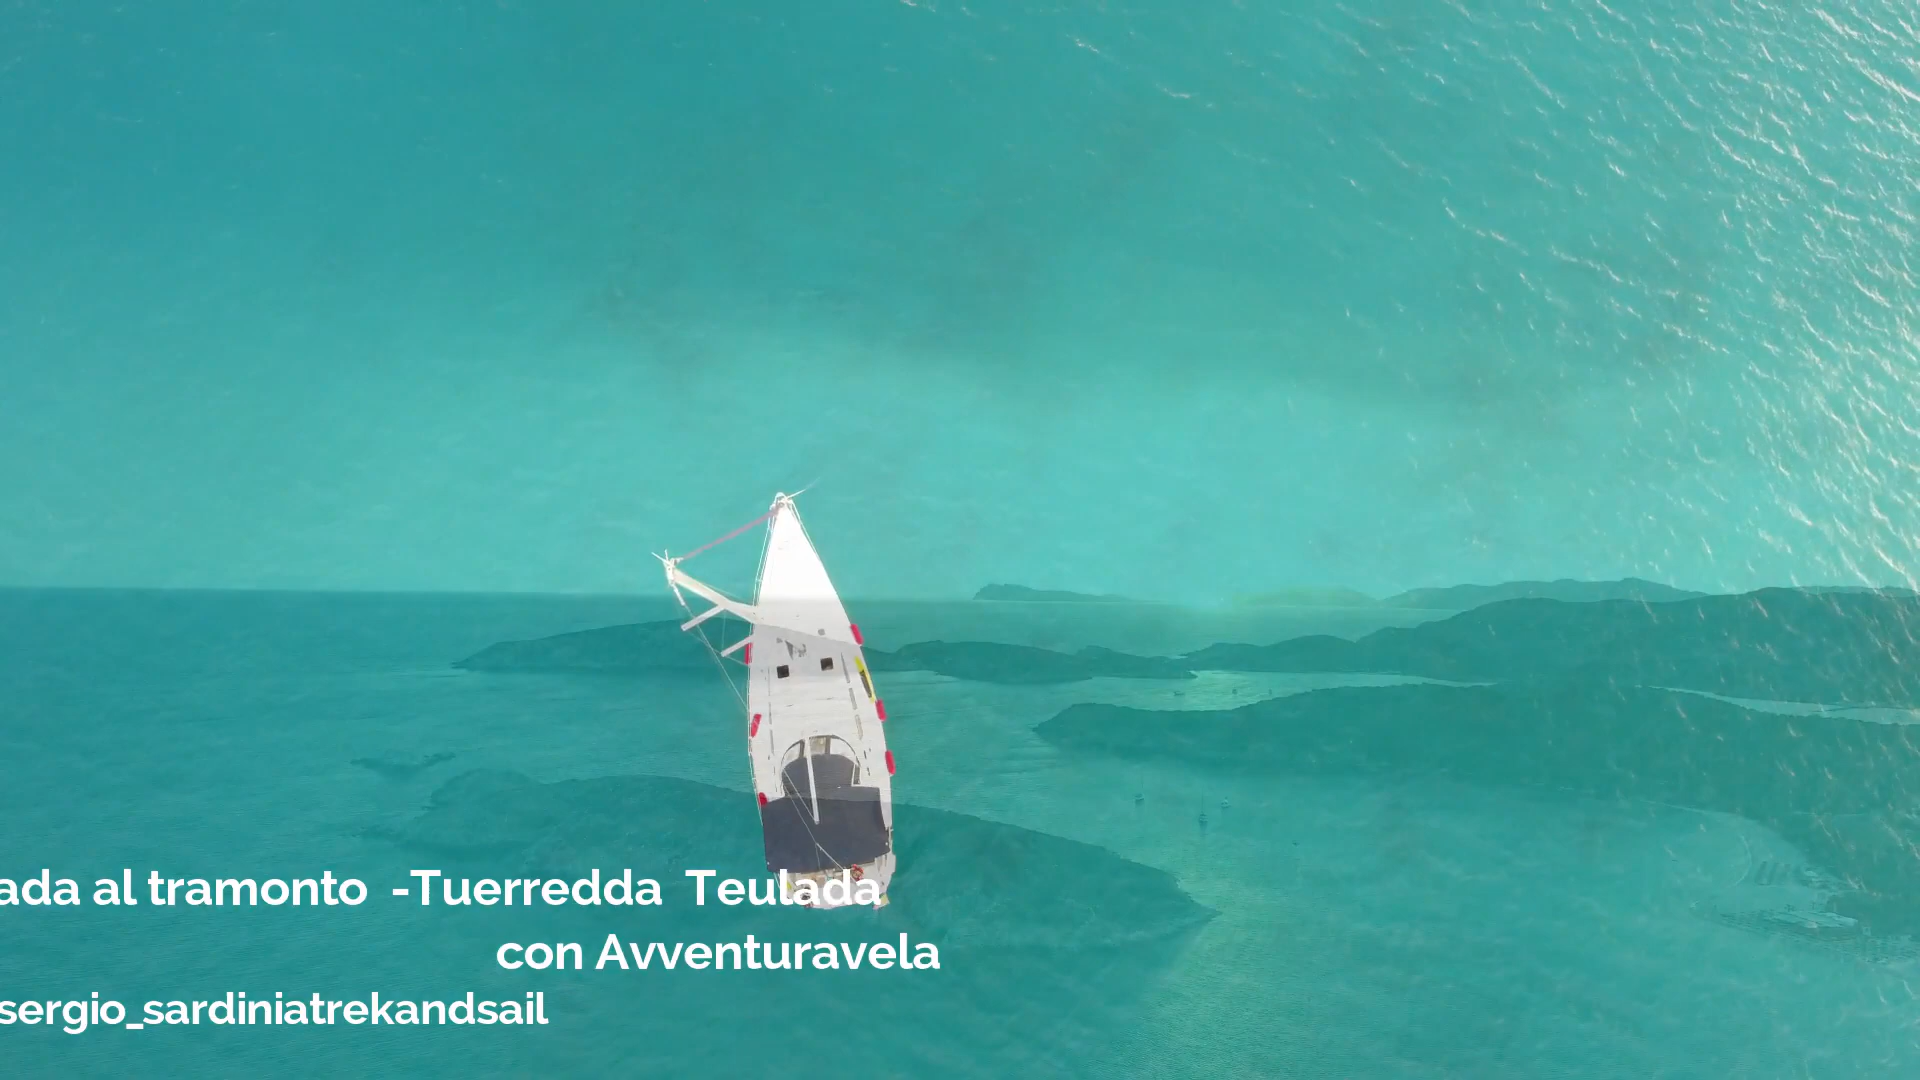 ada al tramonto -Tuerredda Teulada
con Avventuravela
sergio_sardiniatrekandsail